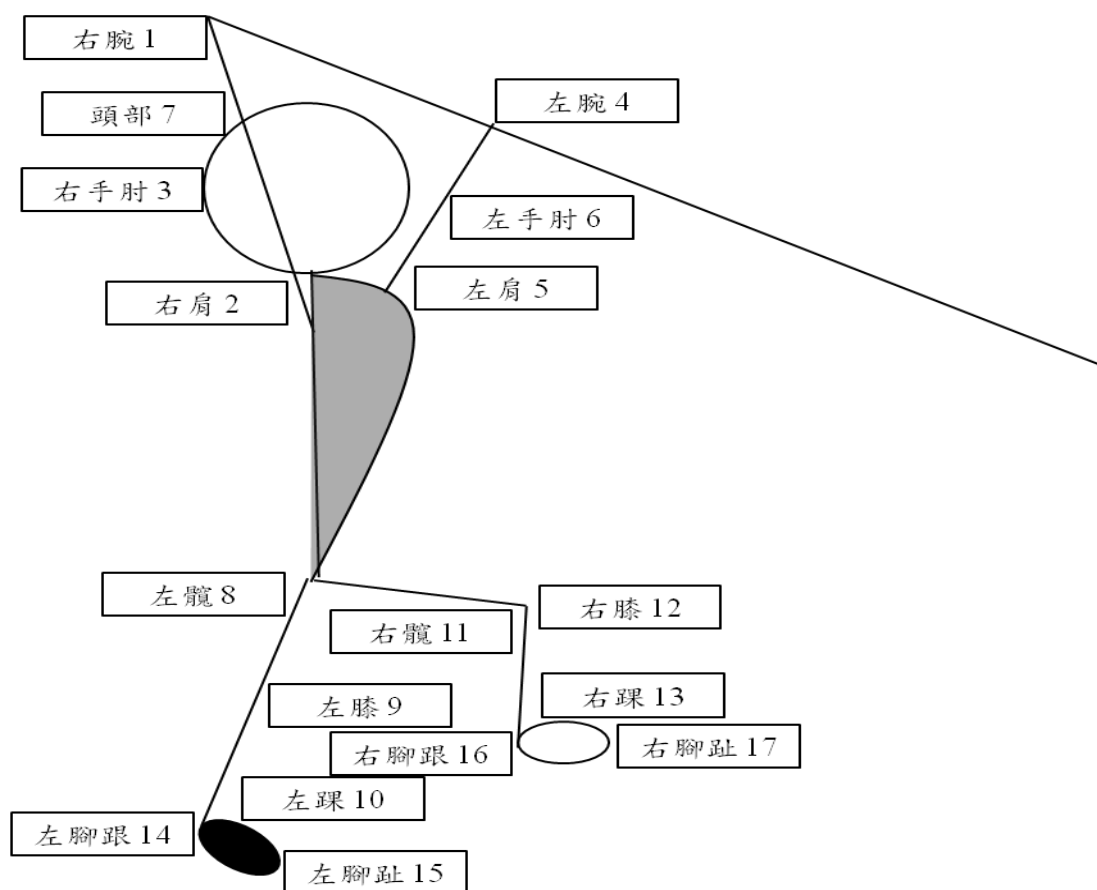 右腕 1
左腕 4
頭部 7
右手肘 3
左手肘 6
左肩 5
右肩 2
左髖 8
右膝 12
右髖 11
右踝 13
左膝 9
右腳跟 16
右腳趾 17
左踝 10
左腳跟 14
左腳趾 15